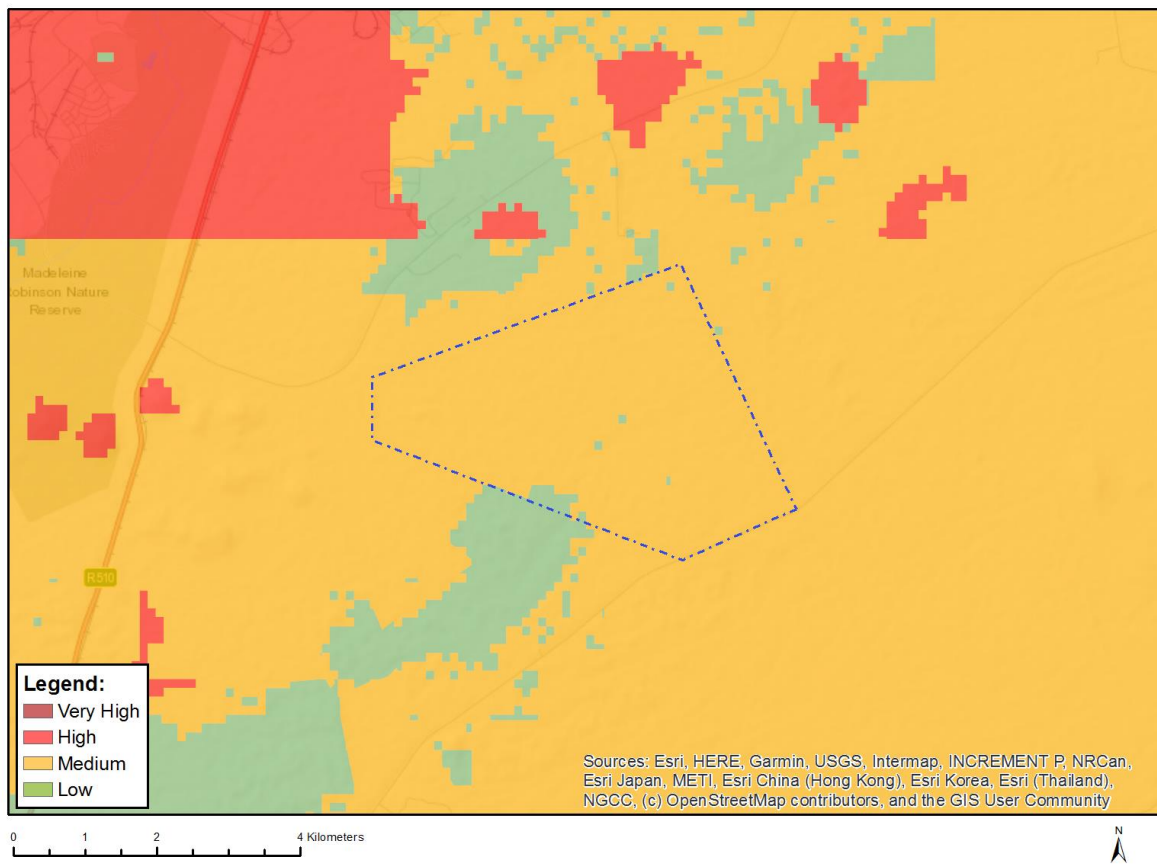 Madeleine
obinson Nature
Reserve
R510
Legend:
Very High
High
Medium
Low
Sources: Esri, HERE, Garmin, USGS, Intermap, INCREMENT P, NRCan,
Esri Japan, METI, Esri China (Hong Kong), Esri Korea, Esri (Thailand),
NGCC, (c) OpenStreetMap contributors, and the GIS User Community
0 1 2 4 Kilometers
N